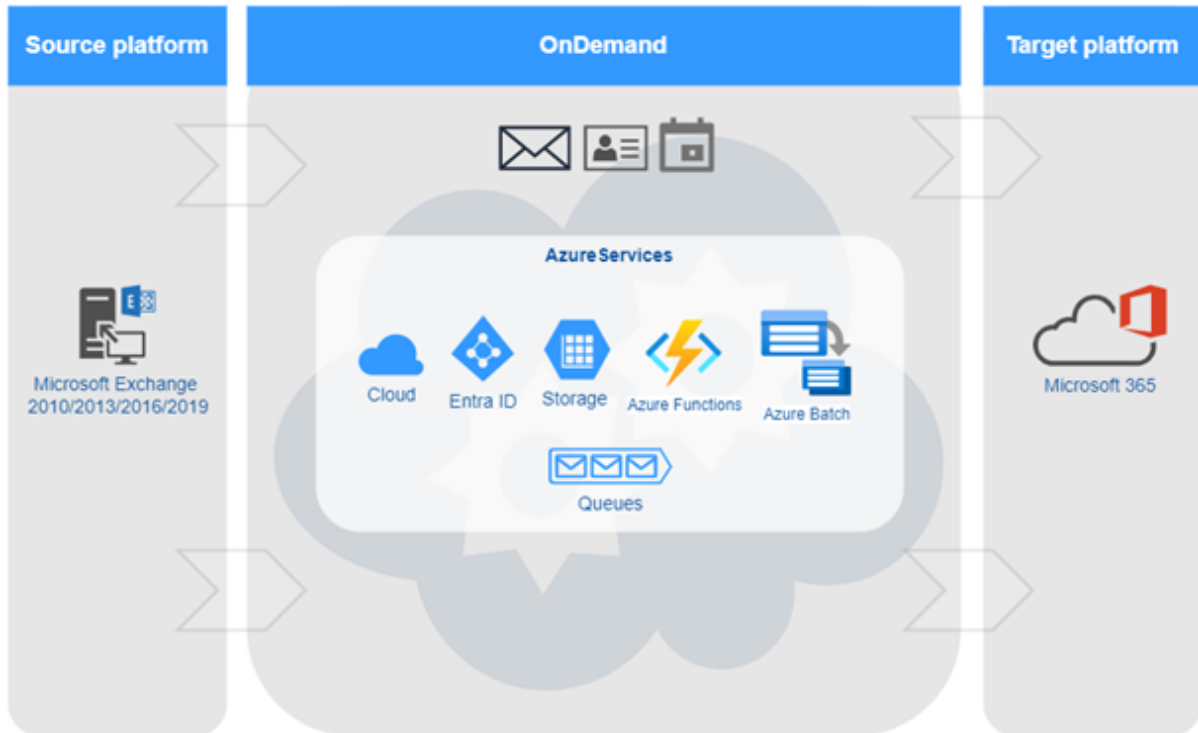 Source platform
OnDemand
Target platform
AzureServices
E
Cloud
Entra ID
Storage
Azure Functions
Azure Batch
Queues
Microsoft Exchange
2010/2013/2016/2019
Microsoft 365